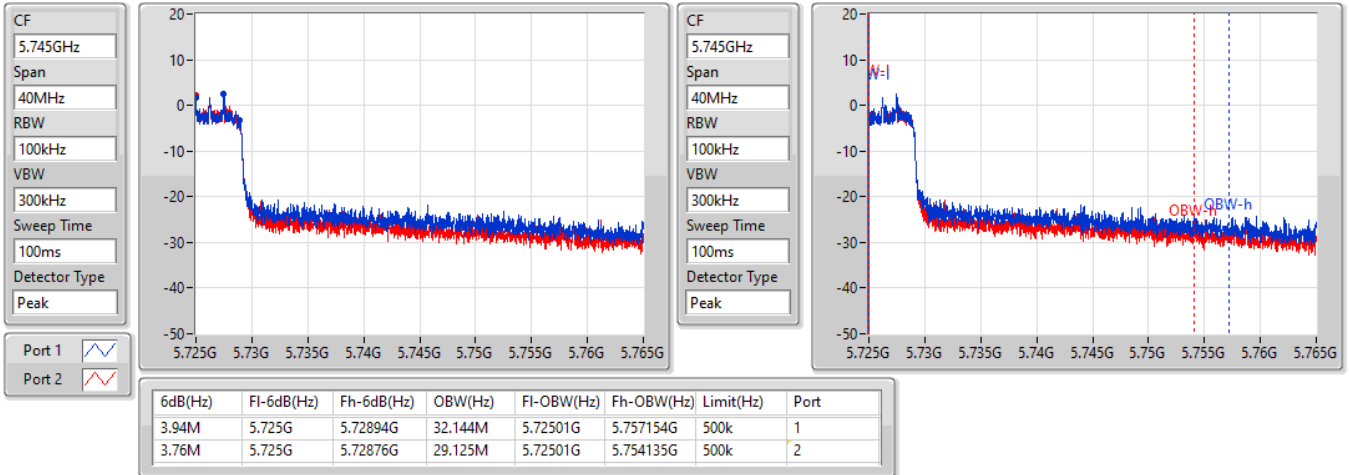 CF
5.745GHz
Span
40MHz
RBW
100kHz
VBW
300kHz
Sweep Time
100ms
Detector Type
Peak
Port 1
Port 2
20-
10-
0-
-10-
-20-
-30-
-40-
-50-
5.725G 5.73G 5.735G 5.74G 5.745G 5.75G 5.755G 5.76G 5.765G
CF
5.745GHz
Span
40MHz
RBW
100kHz
VBW
300kHz
Sweep Time
100ms
Detector Type
Peak
20-
10-
0-
-10-
-20-
-30-
-40-
-50-
W-l
OBW-h
OBW-h
5.725G 5.73G 5.735G 5.74G 5.745G 5.75G 5.755G 5.76G 5.765G
6dB(Hz) Fl-6dB(Hz) Fh-6dB(Hz) OBW(Hz) Fl-OBW(Hz) Fh-OBW(Hz) Limit(Hz) Port
3.94M 5.725G 5.72894G 32.144M 5.72501G 5.757154G 500k 1
3.76M 5.725G 5.72876G 29.125M 5.72501G 5.754135G 500k 2